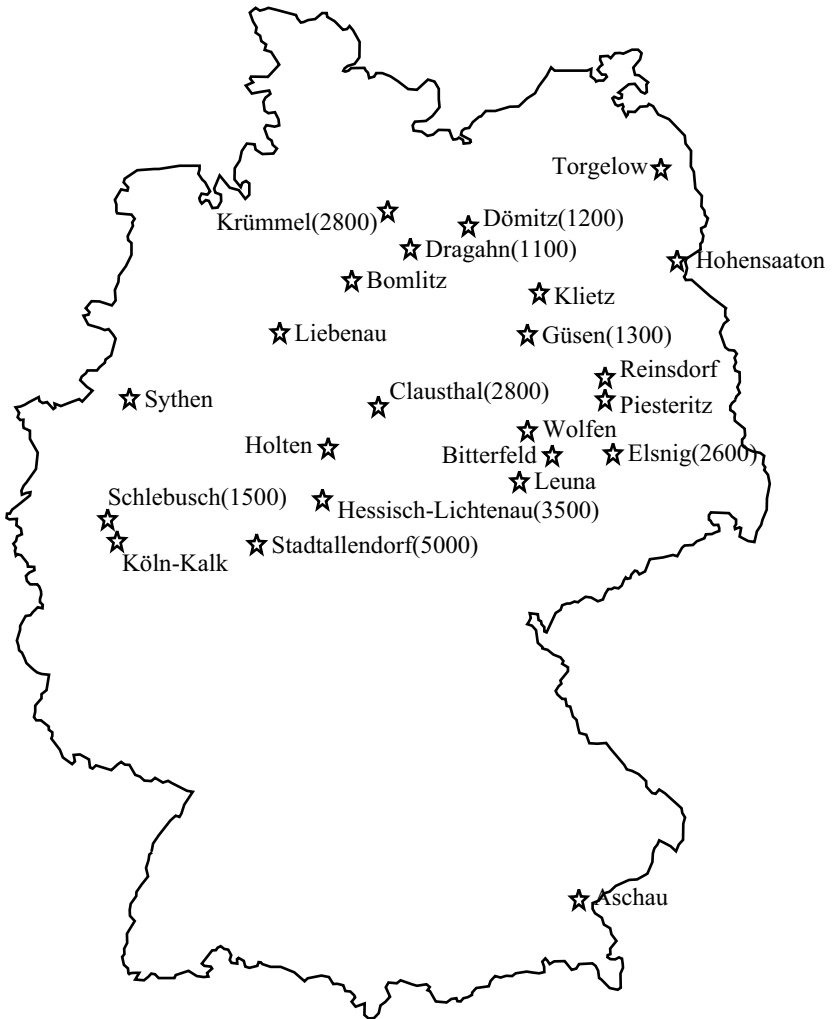 Torgelow
Krümmel(2800)
Dömitz(1200)
Dragahn(1100)
Hohensaaton
Bomlitz
Klietz
Liebenau
Güsen(1300)
Reinsdorf
Clausthal(2800)
Sythen
Piesteritz
Wolfen
Holten
Bitterfeld
Elsnig(2600)
Leuna
Schlebusch(1500)
Hessisch-Lichtenau(3500)
Stadtallendorf(5000)
Köln-Kalk
Aschau